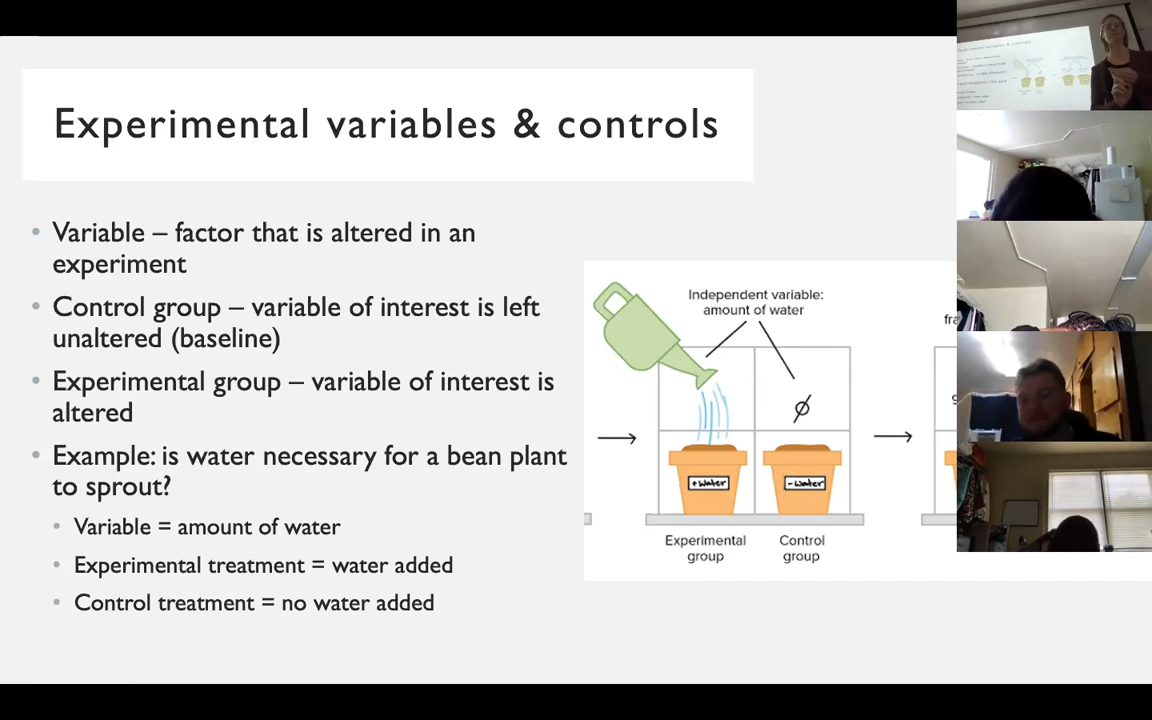 Experimental variables & controls
• Variable – factor that is altered in an
experiment
• Control group – variable of interest is left
unaltered (baseline)
• Experimental group – variable of interest is
altered
• Example: is water necessary for a bean plant
to sprout?
• Variable = amount of water
• Experimental treatment = water added
• Control treatment = no water added
Independent variable:
amount of water
+water
-water
Experimental
group
Control
group